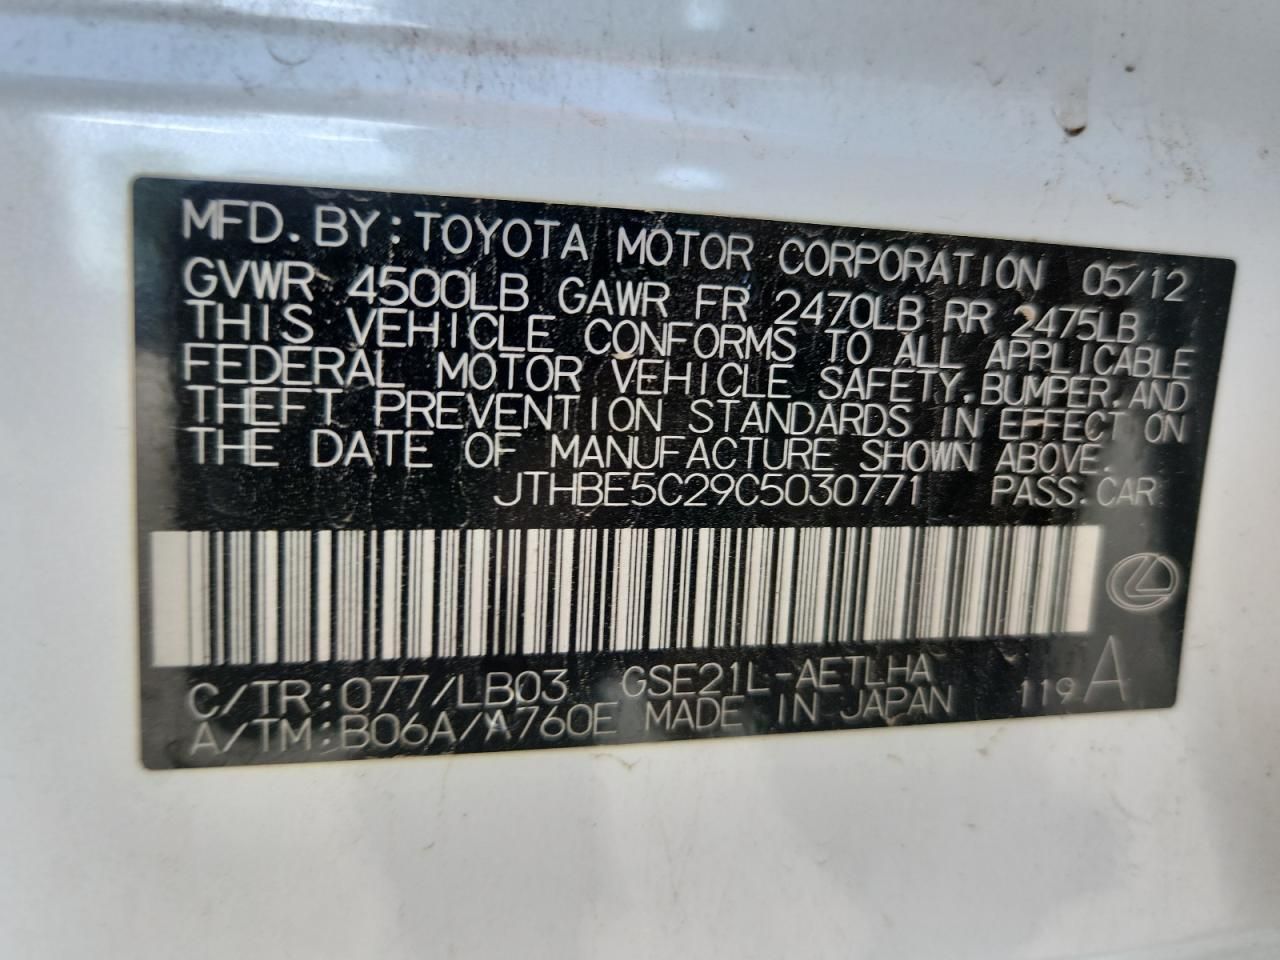 MFD. BY: TOYOTA MOTOR CORPORATION 05/12
GVWR 4500LB GAWR FR 2470LB RR 2475LB
THIS VEHICLE CONFORMS TO ALL APPLICABLE
FEDERAL MOTOR VEHICLE SAFETY, BUMPER, AND
THEFT PREVENTION STANDARDS IN EFFECT ON
THE DATE OF MANUFACTURE SHOWN ABOVE.
JTHBE5C29C5030771 PASS. CAR
C/TR:077/LB03 GSE21L-AETLHA
A/TM:B06A/A760E MADE IN JAPAN 119 A